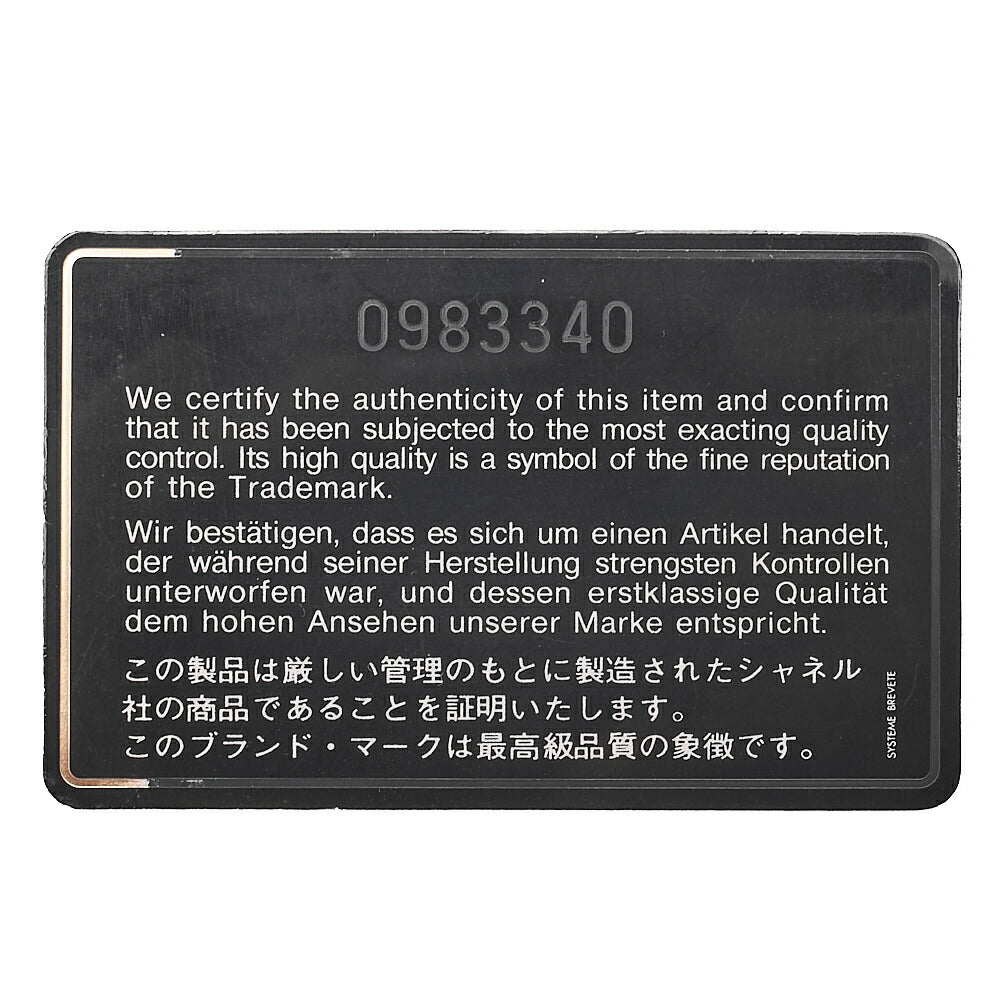 0983340
We certify the authenticity of this item and confirm
that it has been subjected to the most exacting quality
control. Its high quality is a symbol of the fine reputation
of the Trademark.
Wir bestätigen, dass es sich um einen Artikel handelt,
der während seiner Herstellung strengsten Kontrollen
unterworfen war, und dessen erstklassige Qualität
dem hohen Ansehen unserer Marke entspricht.
この製品は厳しい管理のもとに製造されたシャネル
社の商品であることを証明いたします。
このブランド・マークは最高級品質の象徴です。
SYSTEME BREVETE